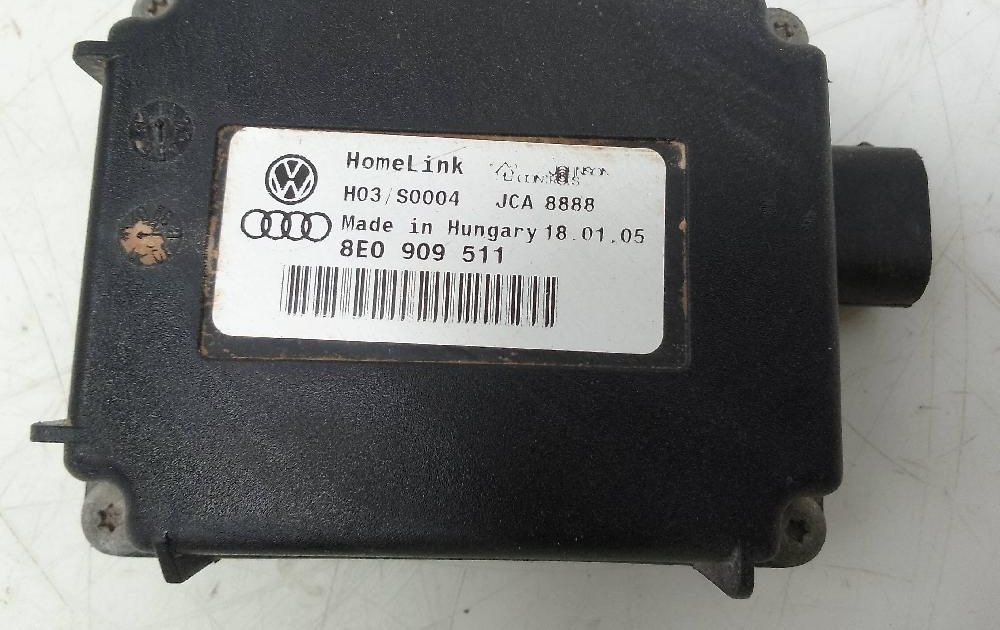 HomeLink
H03/S0004 JCA 8888
Made in Hungary 18.01.05
8E0 909 511